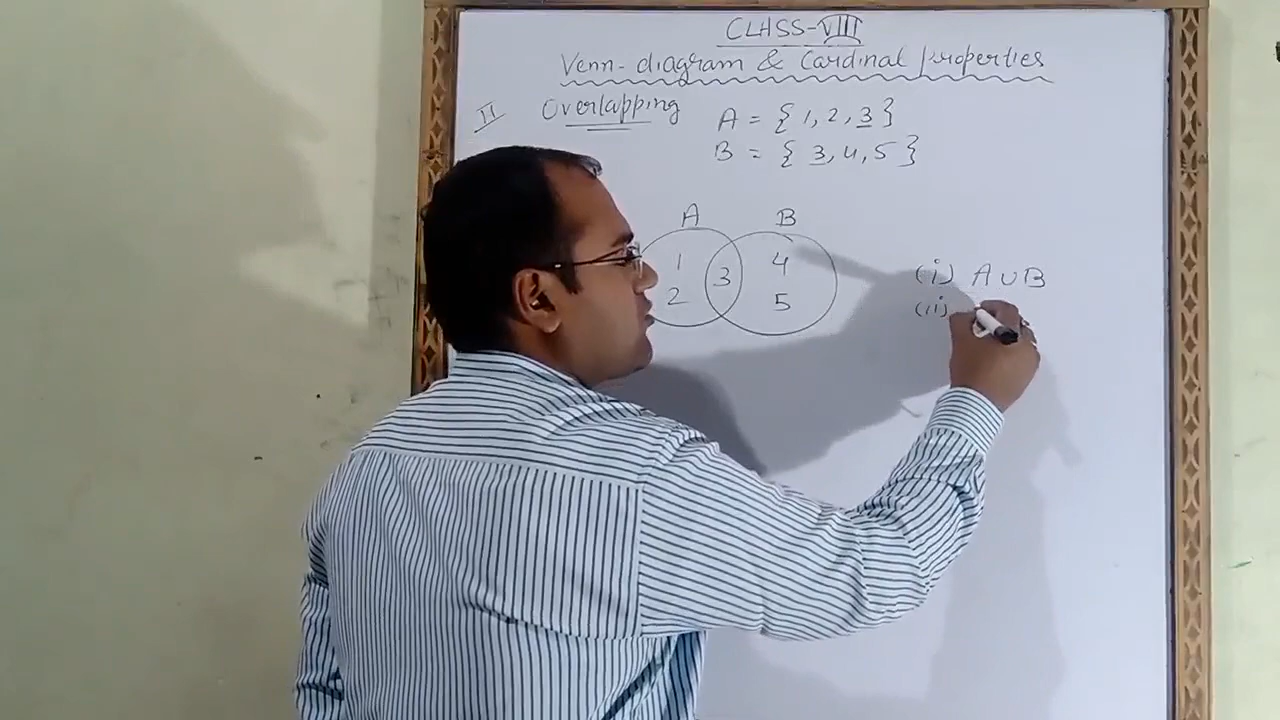 CLASS-VIII
Venn-diagram & Cardinal Properties
II Overlapping
A = { 1, 2, 3 }
B = { 3, 4, 5 }
A B
1 3 4
2 5
(i) A ∪ B
(ii)